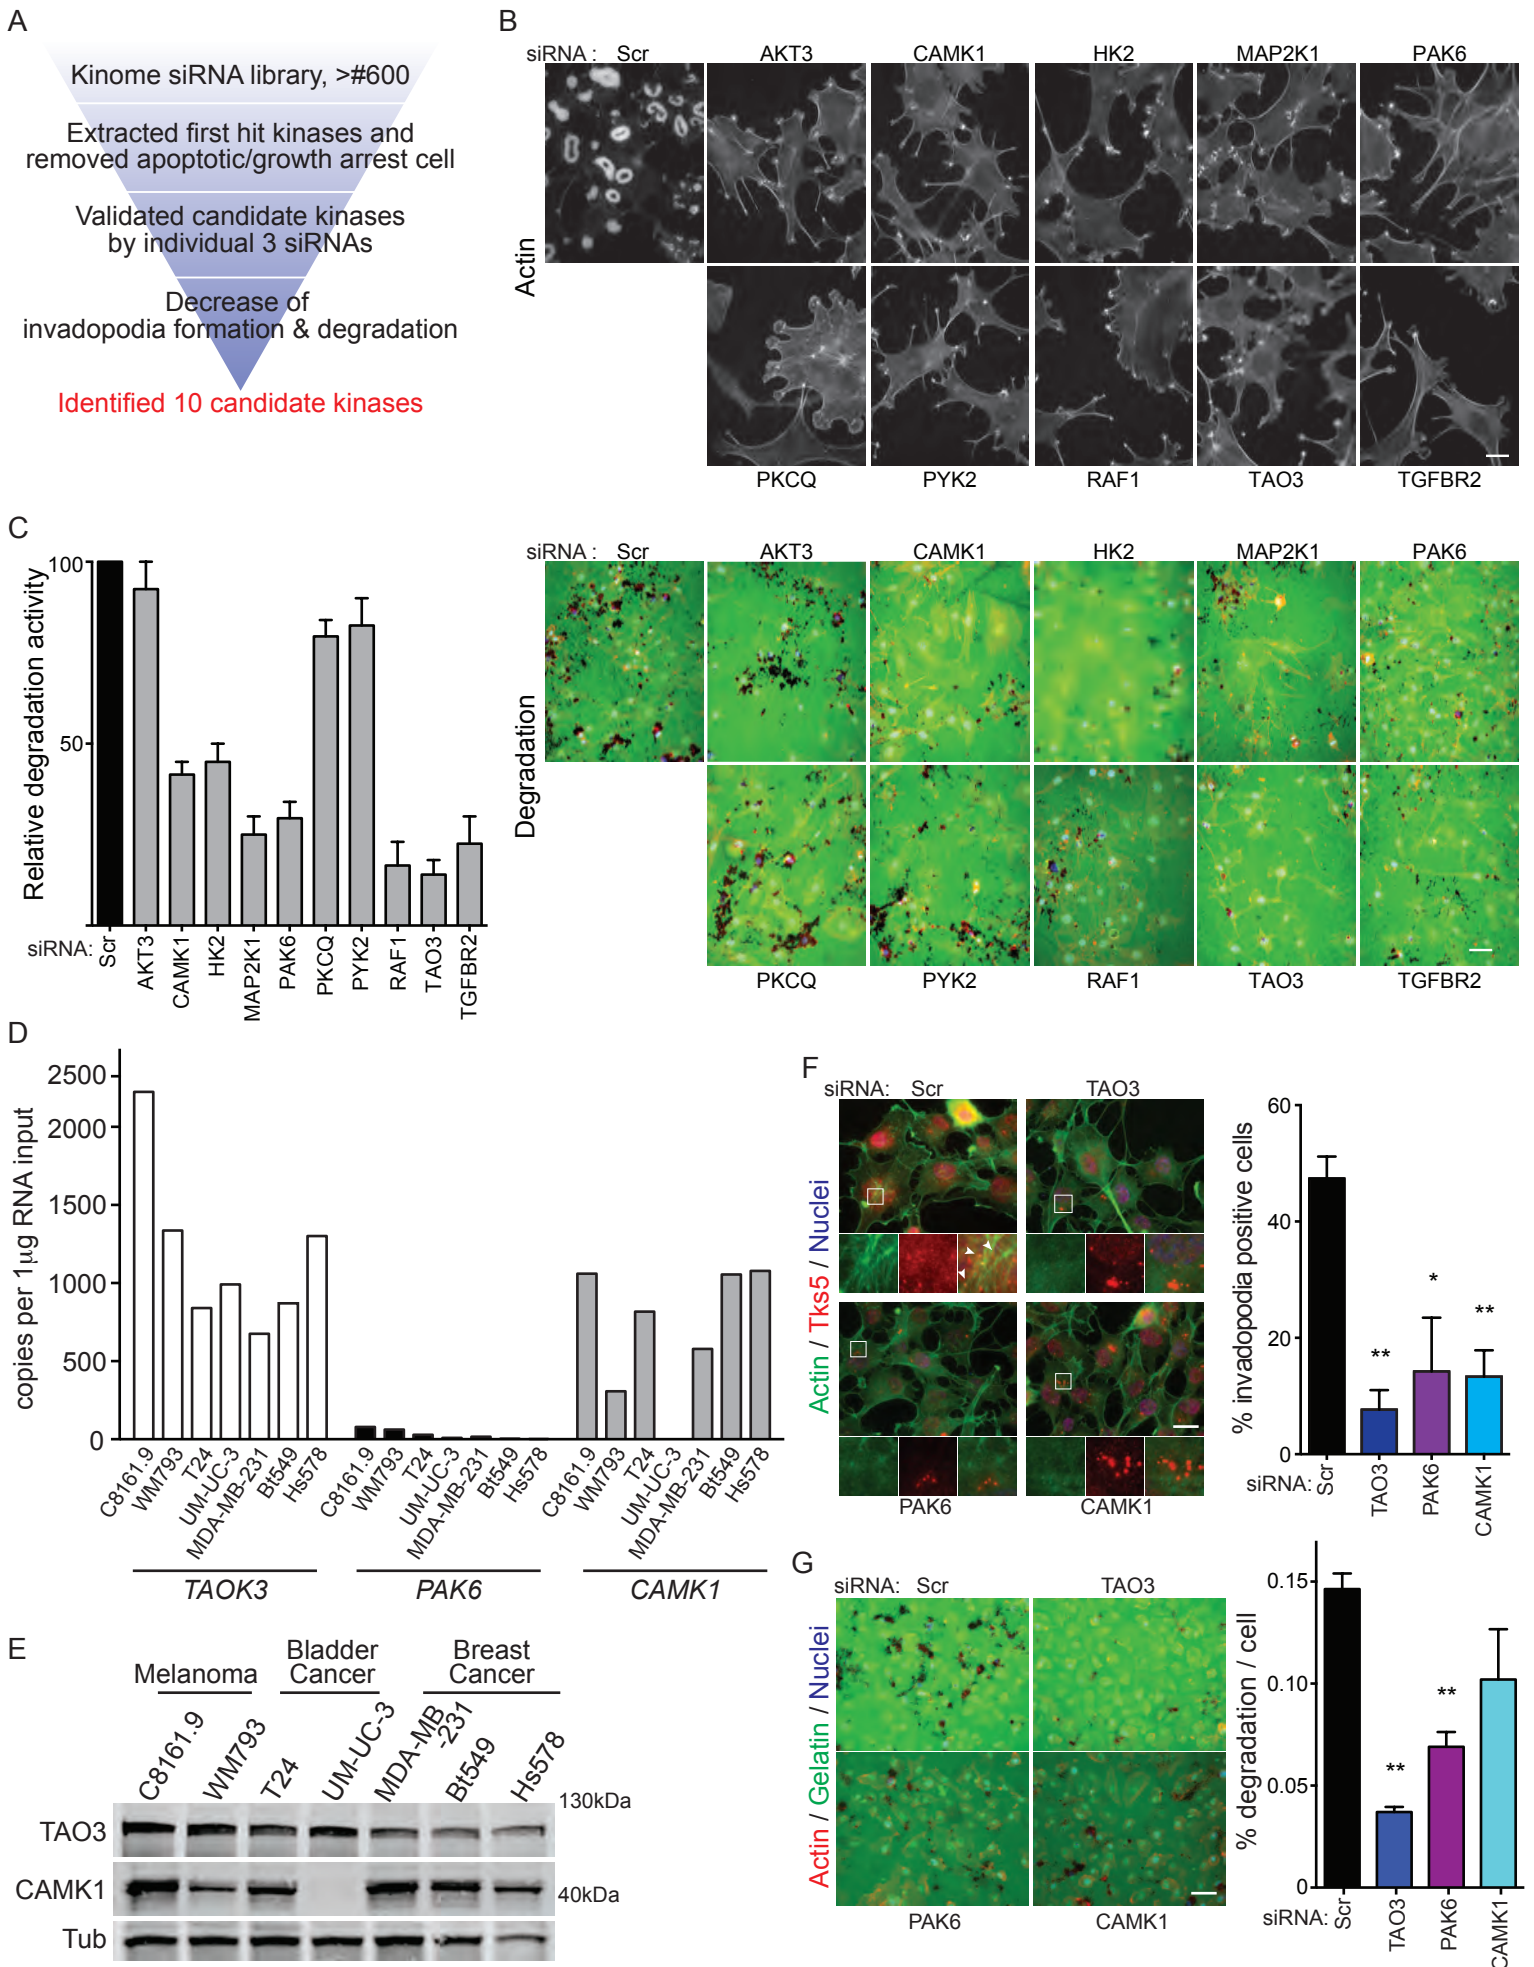 A
Kinome siRNA library, >#600
Extracted first hit kinases and
removed apoptotic/growth arrest cell
Validated candidate kinases
by individual 3 siRNAs
Decrease of
invadopodia formation & degradation
Identified 10 candidate kinases
B
siRNA : Scr AKT3 CAMK1 HK2 MAP2K1 PAK6
Actin
PKCQ PYK2 RAF1 TAO3 TGFBR2
siRNA : Scr AKT3 CAMK1 HK2 MAP2K1 PAK6
Degradation
PKCQ PYK2 RAF1 TAO3 TGFBR2
C
Relative degradation activity
100
50
siRNA: Scr AKT3 CAMK1 HK2 MAP2K1 PAK6 PKCQ PYK2 RAF1 TAO3 TGFBR2
D
copies per 1µg RNA input
2500
2000
1500
1000
500
0
C8161.9 WM793 T24 UM-UC-3 MDA-MB-231 Bt549 Hs578
C8161.9 WM793 T24 UM-UC-3 MDA-MB-231 Bt549 Hs578
C8161.9 WM793 T24 UM-UC-3 MDA-MB-231 Bt549 Hs578
TAOK3 PAK6 CAMK1
E
Melanoma
Bladder
Cancer
Breast
Cancer
C8161.9 WM793 T24 UM-UC-3 MDA-MB
-231 Bt549 Hs578
130kDa
TAO3
CAMK1
40kDa
Tub
F
siRNA: Scr TAO3
Actin / Tks5 / Nuclei
PAK6 CAMK1
% invadopodia positive cells
60
40
20
0
** * **
siRNA: Scr TAO3 PAK6 CAMK1
G
siRNA: Scr TAO3
Actin / Gelatin / Nuclei
PAK6 CAMK1
% degradation / cell
0.15
0.10
0.05
0
** **
siRNA: Scr TAO3 PAK6 CAMK1